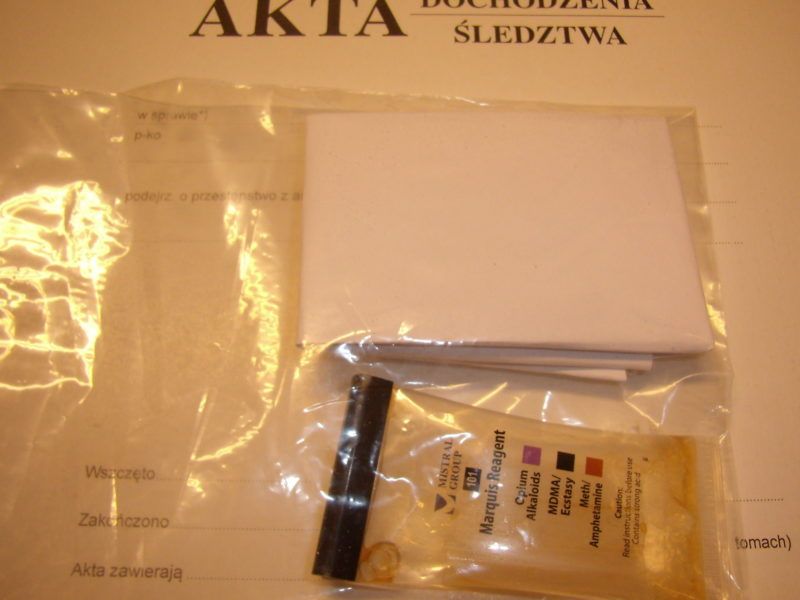 AKTA
DOCHODZENIA
ŚLEDZTWA
w sprawie*)
p-ko
podejrz. o przestępstwo z a
Wszczęto
Zakończono
tomach)
Akta zawierają
MISTRAL
GROUP
101
Marquis Reagent
Opium
Alkaloids
MDMA/
Ecstasy
Meth/
Amphetamine
Caution:
Read instructions before use
Contains strong acid